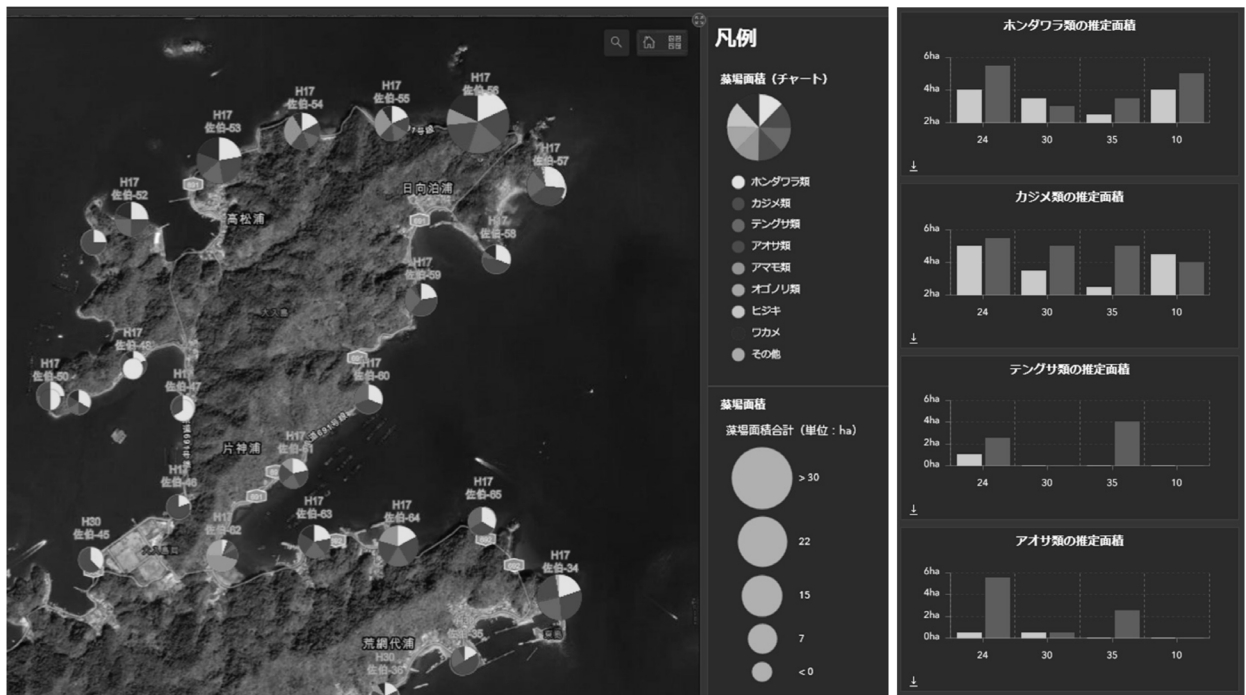 H17
佐伯-56
H17
佐伯-55
H17
佐伯-54
H17
佐伯-53
H17
佐伯-57
H17
佐伯-52
日向泊浦
高松浦
H17
佐伯-58
H17
佐伯-59
大入島
H17
佐伯-48
H17
佐伯-50
H17
佐伯-47
H17
佐伯-60
片神浦
H17
佐伯-61
H17
佐伯-46
H17
佐伯-65
H17
佐伯-63
H17
佐伯-64
H30
佐伯-45
H17
佐伯-62
691
H17
佐伯-34
692
荒網代浦
佐伯-35
H30
佐伯-36
凡例
藻場面積（チャート）
ホンダワラ類
カジメ類
テングサ類
アオサ類
アマモ類
オゴノリ類
ヒジキ
ワカメ
その他
藻場面積
藻場面積合計（単位：ha）
> 30
22
15
7
< 0
ホンダワラ類の推定面積
6ha
4ha
2ha
24 30 35 10
カジメ類の推定面積
6ha
4ha
2ha
24 30 35 10
テングサ類の推定面積
6ha
4ha
2ha
0ha
24 30 35 10
アオサ類の推定面積
6ha
4ha
2ha
0ha
24 30 35 10